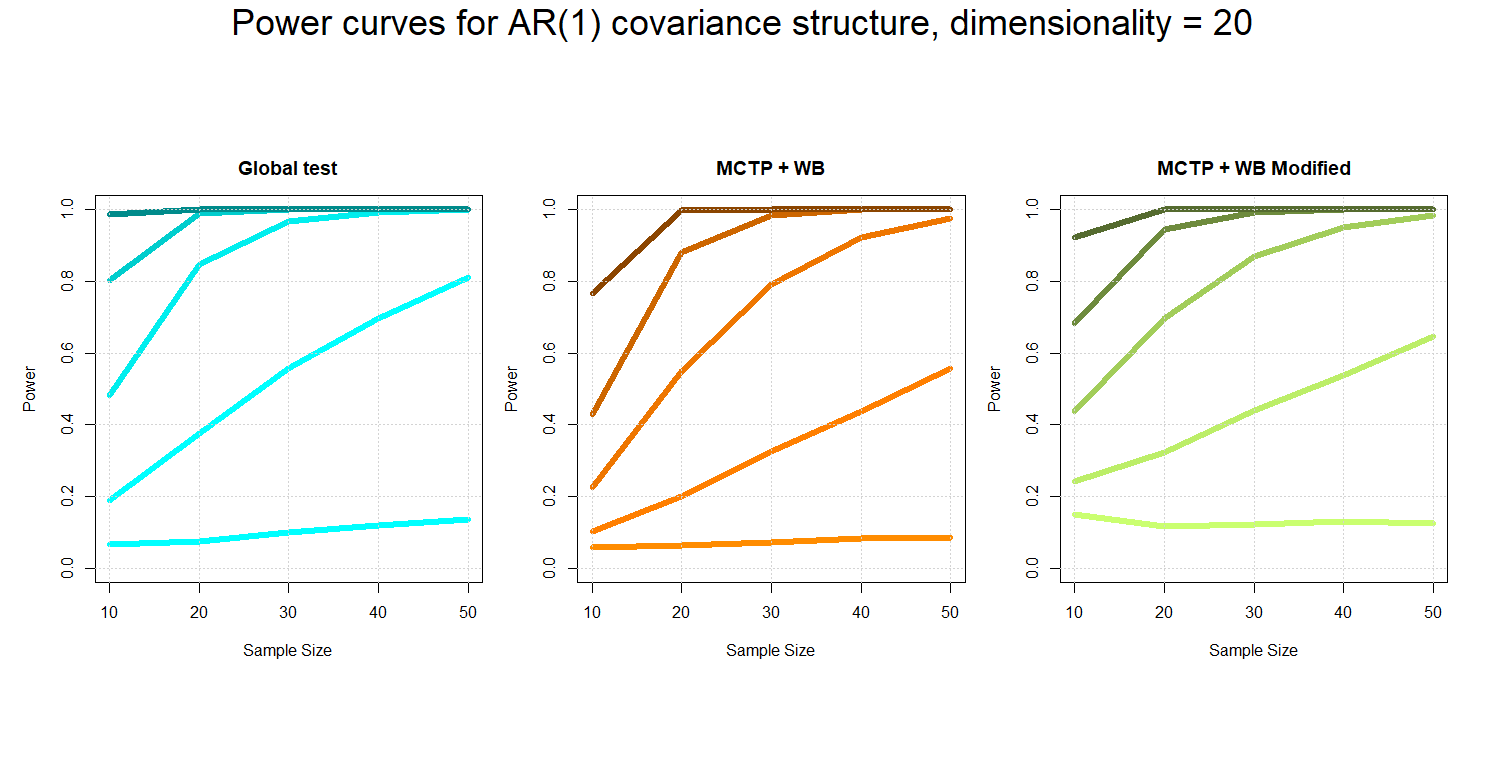 Power curves for AR(1) covariance structure, dimensionality = 20
Global test
Power
1.0
0.8
0.6
0.4
0.2
0.0
10 20 30 40 50
Sample Size
MCTP + WB
Power
1.0
0.8
0.6
0.4
0.2
0.0
10 20 30 40 50
Sample Size
MCTP + WB Modified
Power
1.0
0.8
0.6
0.4
0.2
0.0
10 20 30 40 50
Sample Size